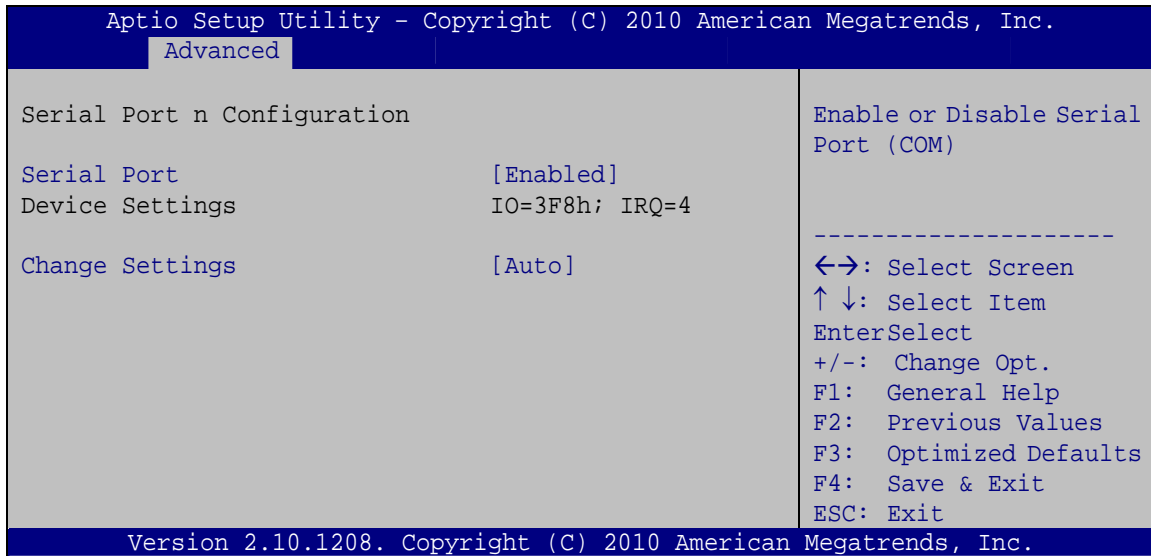 Aptio Setup Utility – Copyright (C) 2010 American Megatrends, Inc.
Advanced
Serial Port n Configuration
Serial Port [Enabled]
Device Settings IO=3F8h; IRQ=4
Change Settings [Auto]
Enable or Disable Serial
Port (COM)
---------------------
←→: Select Screen
↑ ↓: Select Item
EnterSelect
+/-: Change Opt.
F1: General Help
F2: Previous Values
F3: Optimized Defaults
F4: Save & Exit
ESC: Exit
Version 2.10.1208. Copyright (C) 2010 American Megatrends, Inc.